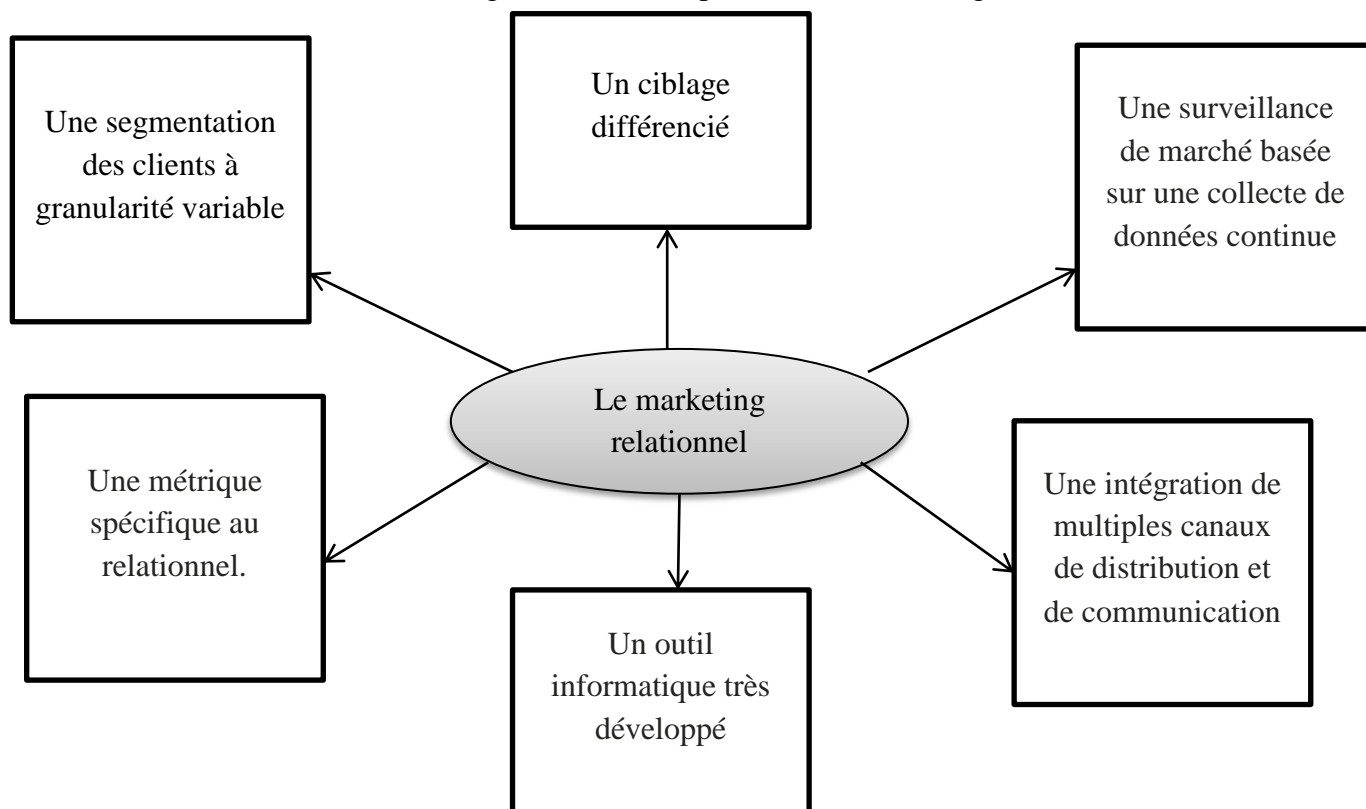 Une segmentation
des clients à
granularité variable
Un ciblage
différencié
Une surveillance
de marché basée
sur une collecte de
données continue
Le marketing
relationnel
Une métrique
spécifique au
relationnel.
Un outil
informatique très
développé
Une intégration de
multiples canaux
de distribution et
de communication